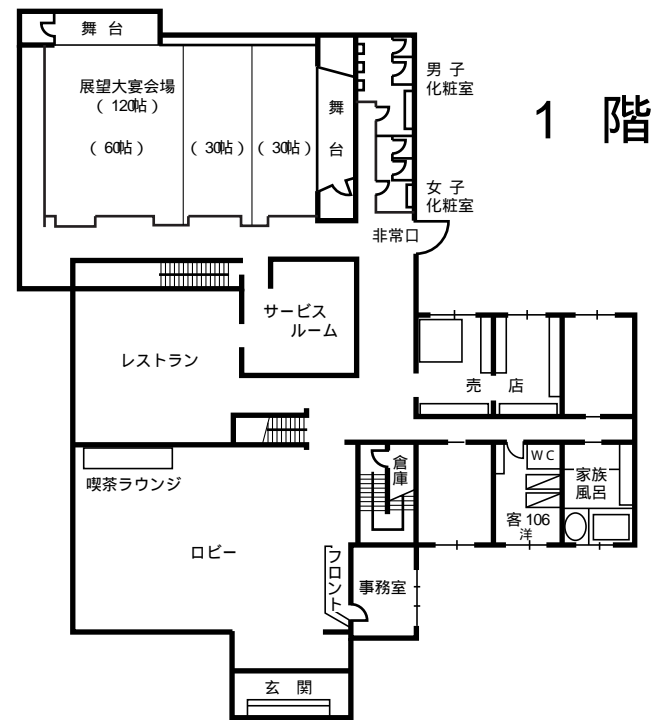 舞 台
展望大宴会場
( 120帖 )
( 60帖 )
( 30帖 )
( 30帖 )
舞
台
男 子
化粧室
1 階
女 子
化粧室
非常口
サービス
ルーム
レストラン
売 店
喫茶ラウンジ
倉
庫
WC
家族
風呂
客 106
洋
ロビー
フロント
事務室
玄 関